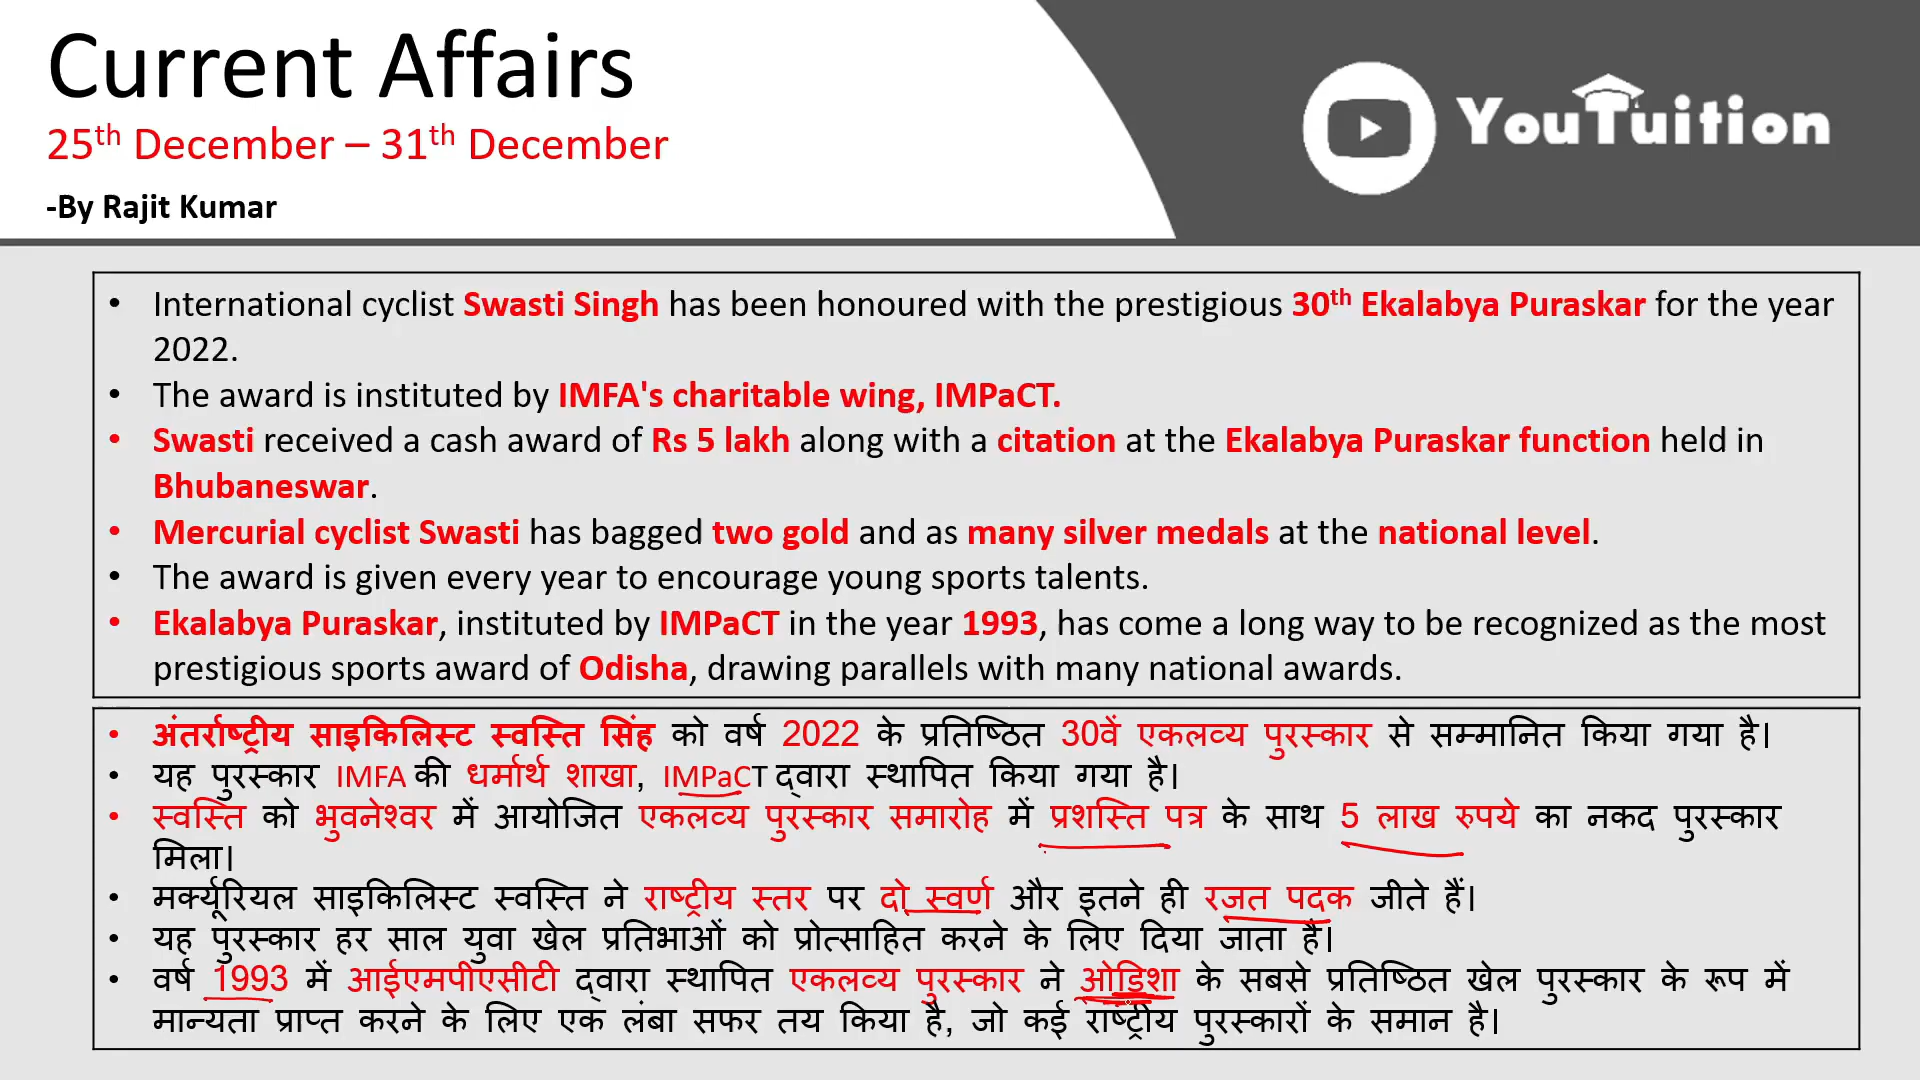 Current Affairs
25th December – 31th December
-By Rajit Kumar
YouTuition
• International cyclist Swasti Singh has been honoured with the prestigious 30th Ekalabya Puraskar for the year
2022.
• The award is instituted by IMFA's charitable wing, IMPaCT.
• Swasti received a cash award of Rs 5 lakh along with a citation at the Ekalabya Puraskar function held in
Bhubaneswar.
• Mercurial cyclist Swasti has bagged two gold and as many silver medals at the national level.
• The award is given every year to encourage young sports talents.
• Ekalabya Puraskar, instituted by IMPaCT in the year 1993, has come a long way to be recognized as the most
prestigious sports award of Odisha, drawing parallels with many national awards.
• अंतर्राष्ट्रीय साइकिलिस्ट स्वस्ति सिंह को वर्ष 2022 के प्रतिष्ठित 30वें एकलव्य पुरस्कार से सम्मानित किया गया है।
• यह पुरस्कार IMFA की धर्मार्थ शाखा, IMPaCT द्वारा स्थापित किया गया है।
• स्वस्ति को भुवनेश्वर में आयोजित एकलव्य पुरस्कार समारोह में प्रशस्ति पत्र के साथ 5 लाख रुपये का नकद पुरस्कार
मिला।
• मर्क्यूरियल साइकिलिस्ट स्वस्ति ने राष्ट्रीय स्तर पर दो स्वर्ण और इतने ही रजत पदक जीते हैं।
• यह पुरस्कार हर साल युवा खेल प्रतिभाओं को प्रोत्साहित करने के लिए दिया जाता है।
• वर्ष 1993 में आईएमपीएसीटी द्वारा स्थापित एकलव्य पुरस्कार ने ओडिशा के सबसे प्रतिष्ठित खेल पुरस्कार के रूप में
मान्यता प्राप्त करने के लिए एक लंबा सफर तय किया है, जो कई राष्ट्रीय पुरस्कारों के समान है।